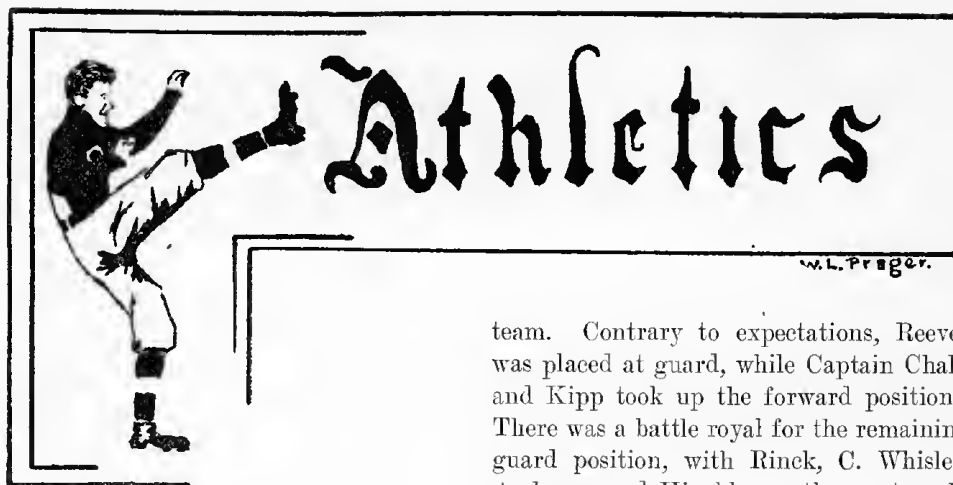 Athletics
W.L. Prager.
team. Contrary to expectations, Reeve
was placed at guard, while Captain Chal
and Kipp took up the forward position
There was a battle royal for the remainin
guard position, with Rinck, C. Whisle